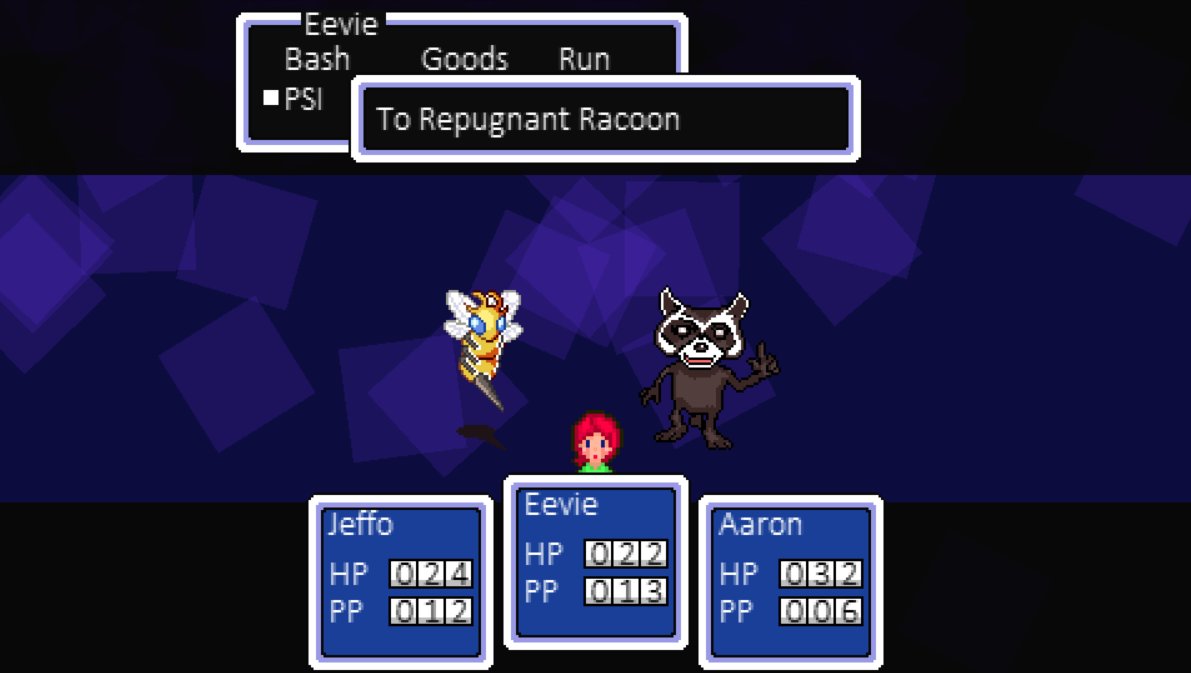 Eevie
Bash Goods Run
PSI
To Repugnant Racoon
Jeffo
HP 024
PP 012
Eevie
HP 022
PP 013
Aaron
HP 032
PP 006